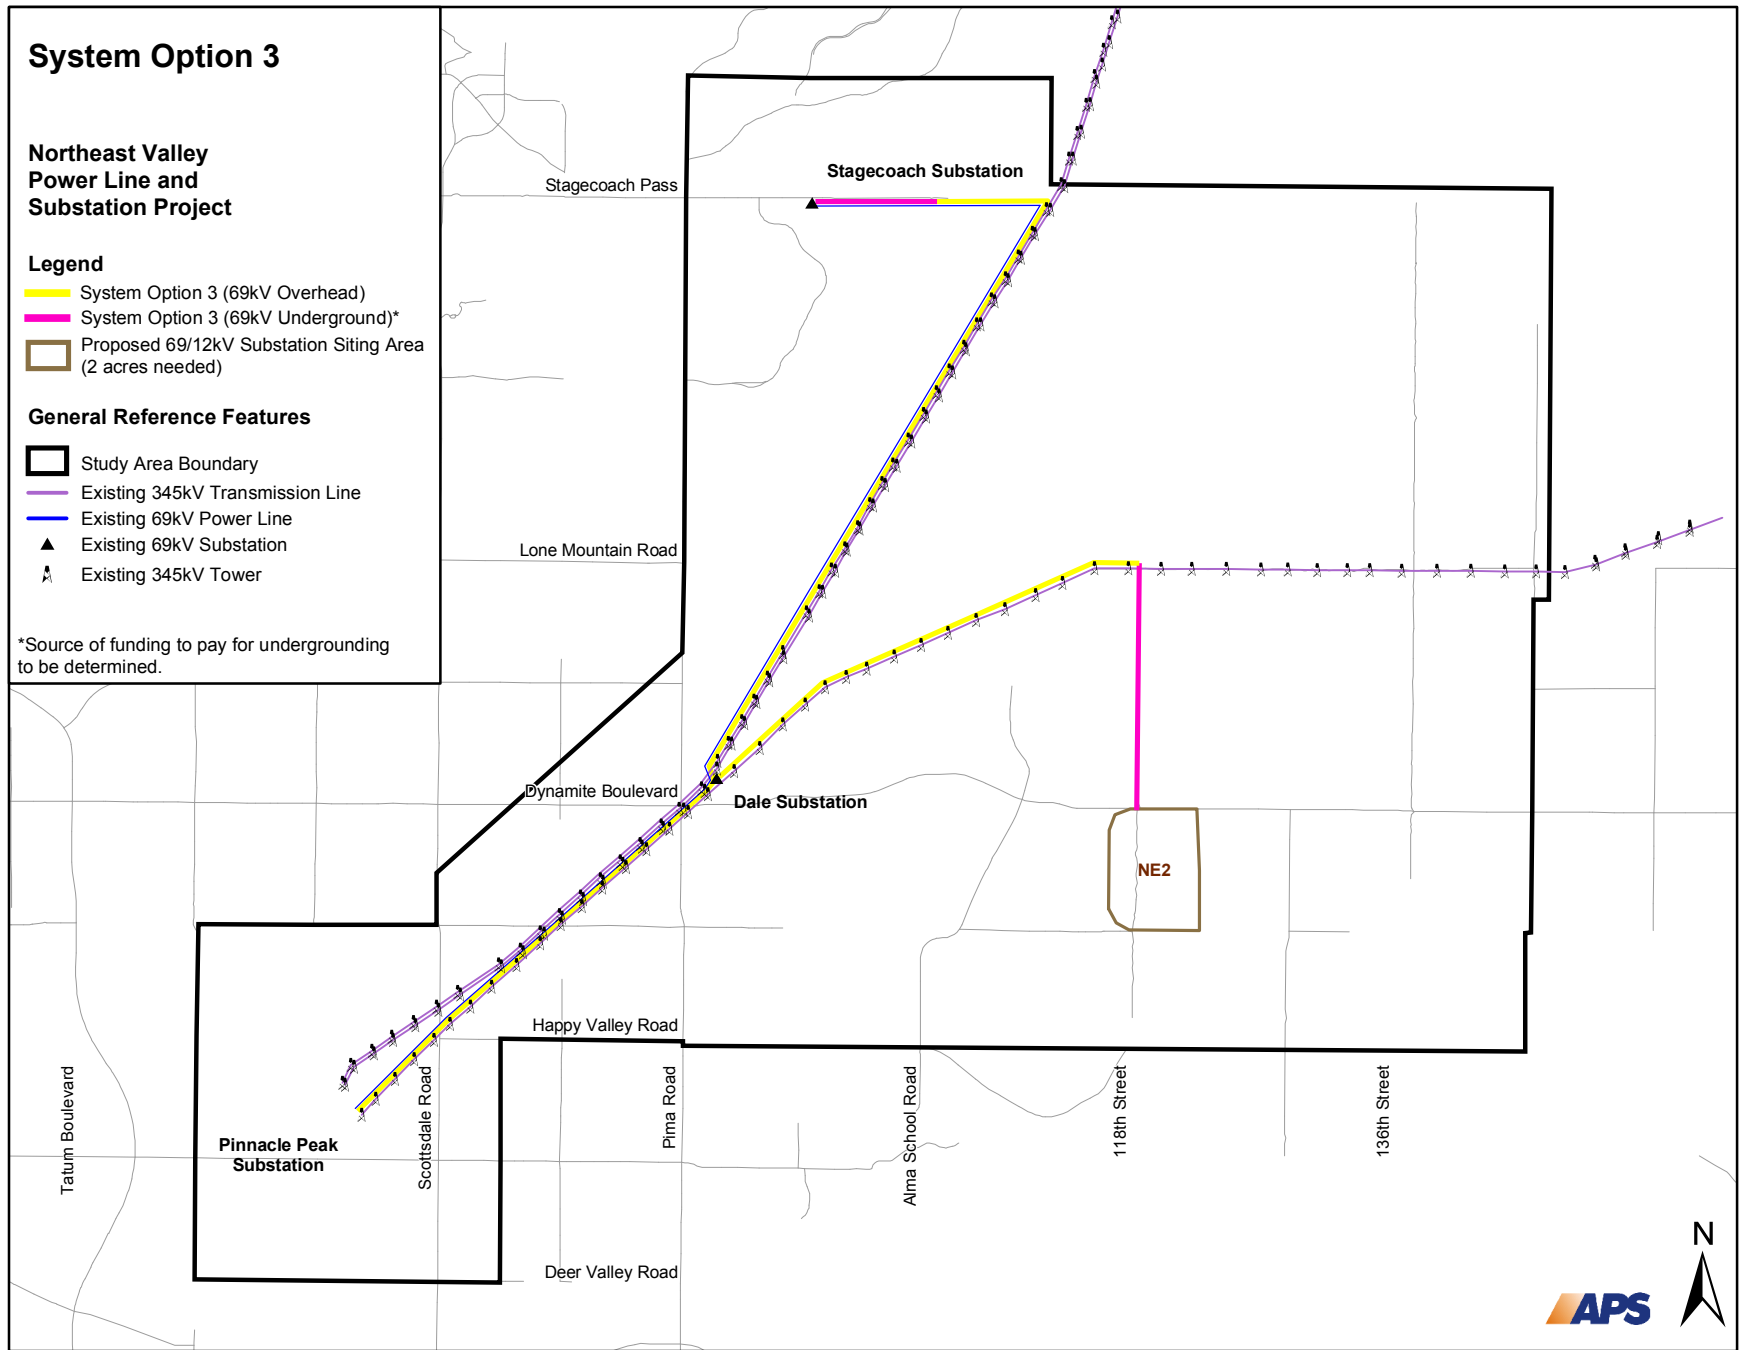 System Option 3
Northeast Valley
Power Line and
Substation Project
Legend
System Option 3 (69kV Overhead)
System Option 3 (69kV Underground)*
Proposed 69/12kV Substation Siting Area
(2 acres needed)
General Reference Features
Study Area Boundary
Existing 345kV Transmission Line
Existing 69kV Power Line
Existing 69kV Substation
Existing 345kV Tower
*Source of funding to pay for undergrounding
to be determined.
Stagecoach Substation
Stagecoach Pass
Lone Mountain Road
Dynamite Boulevard
Dale Substation
NE2
Happy Valley Road
Tatum Boulevard
Pinnacle Peak
Substation
Scottsdale Road
Pima Road
Alma School Road
118th Street
136th Street
Deer Valley Road
N
APS